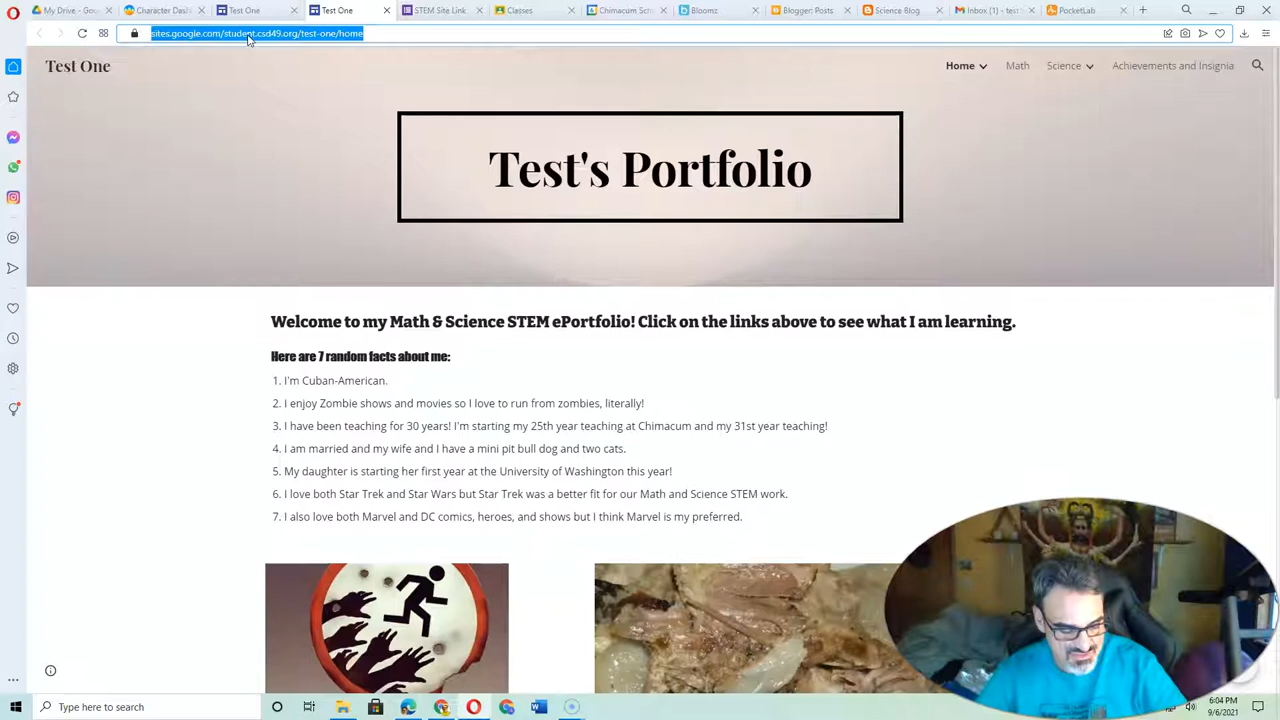 My Drive - Goo
Character Dash
Test One
Test One
STEM Site Link
Classes
Chimacum Sch
Bloomz
Blogger: Posts
Science Blog
Inbox (1) - tes
PocketLab
sites.google.com/student.csd49.org/test-one/home
Test One
Home
Math
Science
Achievements and Insignia
Test's Portfolio
Welcome to my Math & Science STEM ePortfolio! Click on the links above to see what I am learning.
Here are 7 random facts about me:
1. I'm Cuban-American.
2. I enjoy Zombie shows and movies so I love to run from zombies, literally!
3. I have been teaching for 30 years! I'm starting my 25th year teaching at Chimacum and my 31st year teaching!
4. I am married and my wife and I have a mini pit bull dog and two cats.
5. My daughter is starting her first year at the University of Washington this year!
6. I love both Star Trek and Star Wars but Star Trek was a better fit for our Math and Science STEM work.
7. I also love both Marvel and DC comics, heroes, and shows but I think Marvel is my preferred.
Type here to search
6:04 PM
9/6/2021